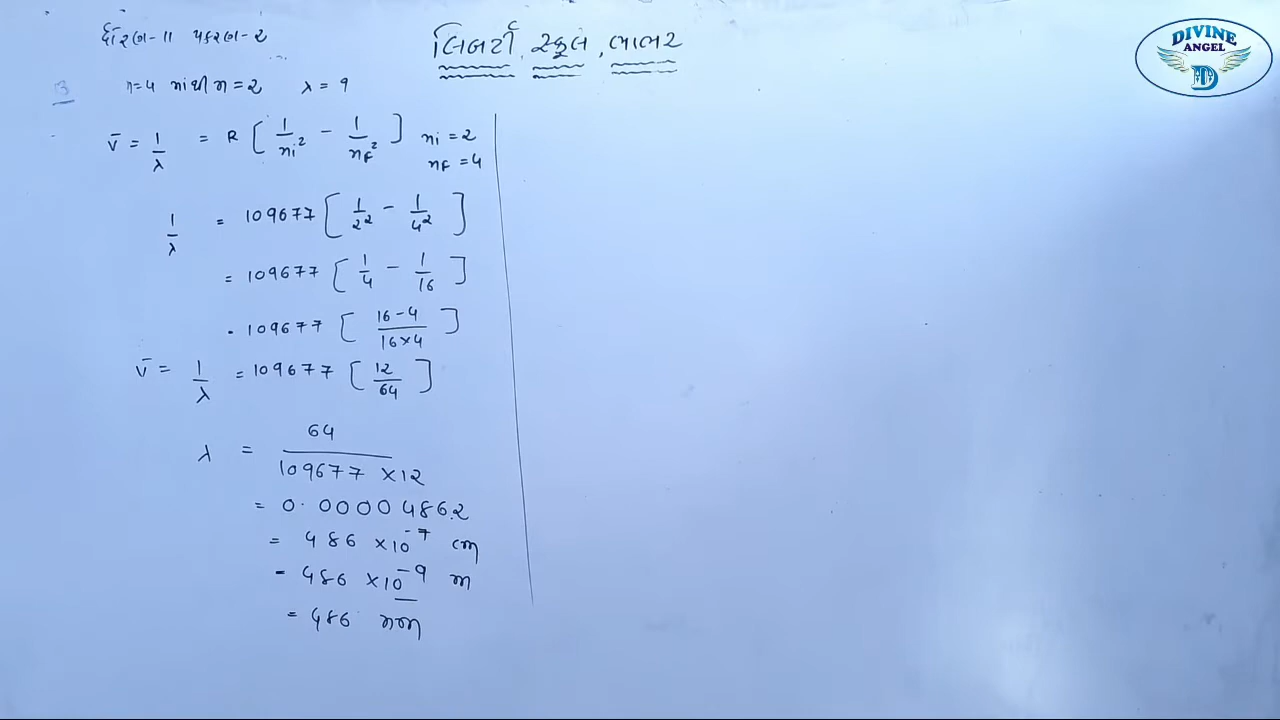 ધોરણ-11 પ્રકરણ-2
લિબર્ટી સ્કૂલ, ભાભર
DIVINE
ANGEL
D
13
n=4 માંથી n=2 λ = ?
v̄ = 1/λ = R [ 1/ni² − 1/nf² ] ni = 2
nf = 4
1/λ = 109677 [ 1/2² − 1/4² ]
= 109677 [ 1/4 − 1/16 ]
= 109677 [ (16-4)/(16×4) ]
v̄ = 1/λ = 109677 [ 12/64 ]
λ = 64/(109677 × 12)
= 0.00004862
= 486 × 10⁻⁷ cm
= 486 × 10⁻⁹ m
= 486 nm